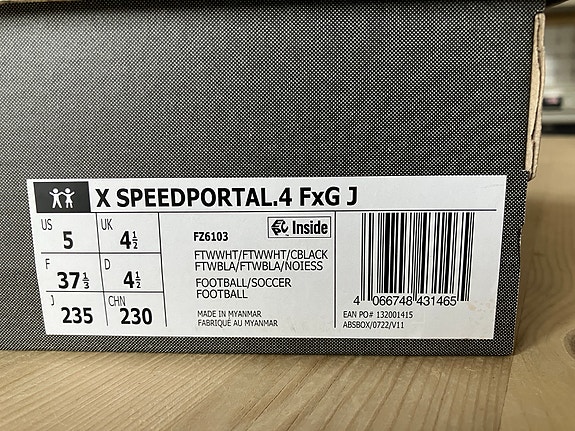 X SPEEDPORTAL.4 FxG J
US 5 UK 4½
F 37⅓ D 4½
J 235 CHN 230
Inside
FZ6103
FTWWHT/FTWWHT/CBLACK
FTWBLA/FTWBLA/NOIESS
FOOTBALL/SOCCER
FOOTBALL
MADE IN MYANMAR
FABRIQUÉ AU MYANMAR
4 066748 431465
EAN PO# 132001415
ABSBOX/0722/V11